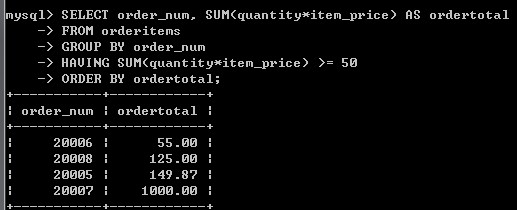 mysql> SELECT order_num, SUM(quantity*item_price) AS ordertotal
-> FROM orderitems
-> GROUP BY order_num
-> HAVING SUM(quantity*item_price) >= 50
-> ORDER BY ordertotal;
+-----------+------------+
¦ order_num ¦ ordertotal ¦
+-----------+------------+
¦     20006 ¦      55.00 ¦
¦     20008 ¦     125.00 ¦
¦     20005 ¦     149.87 ¦
¦     20007 ¦    1000.00 ¦
+-----------+------------+